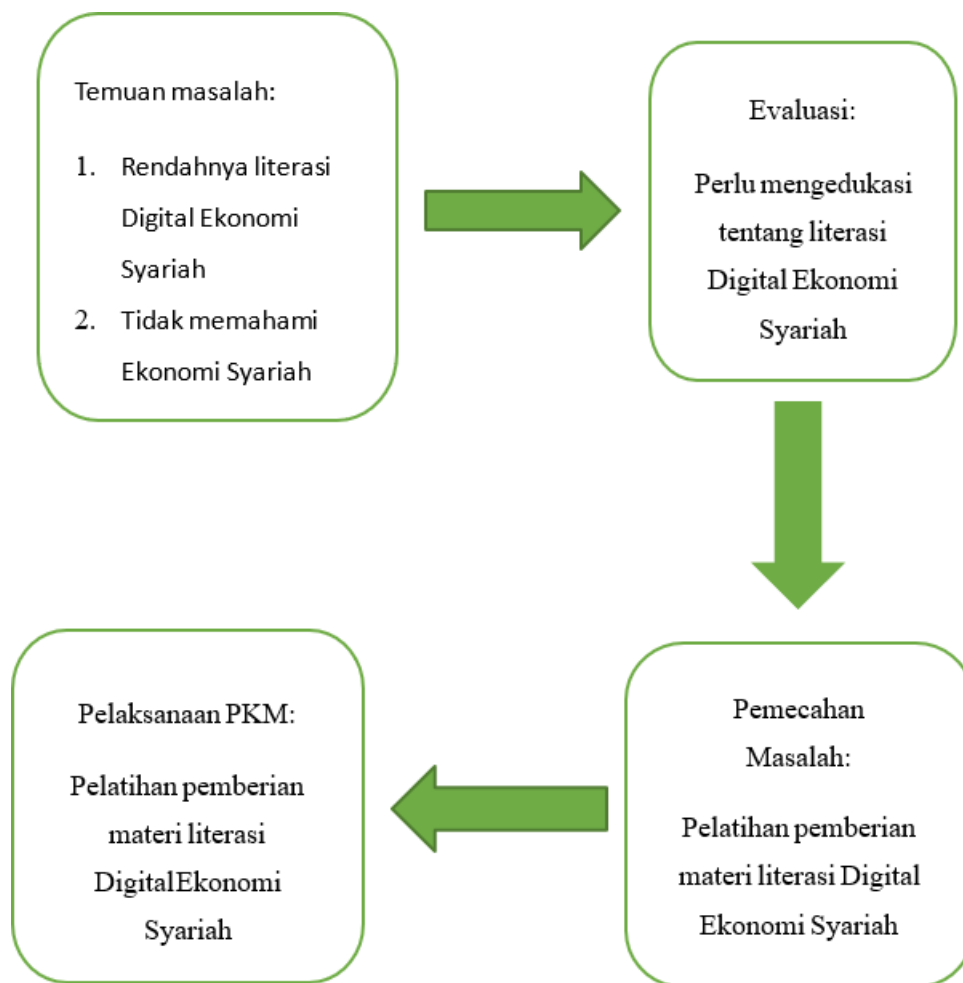 Temuan masalah:
1. Rendahnya literasi
Digital Ekonomi
Syariah
2. Tidak memahami
Ekonomi Syariah
Evaluasi:
Perlu mengedukasi
tentang literasi
Digital Ekonomi
Syariah
Pemecahan
Masalah:
Pelatihan pemberian
materi literasi Digital
Ekonomi Syariah
Pelaksanaan PKM:
Pelatihan pemberian
materi literasi
DigitalEkonomi
Syariah